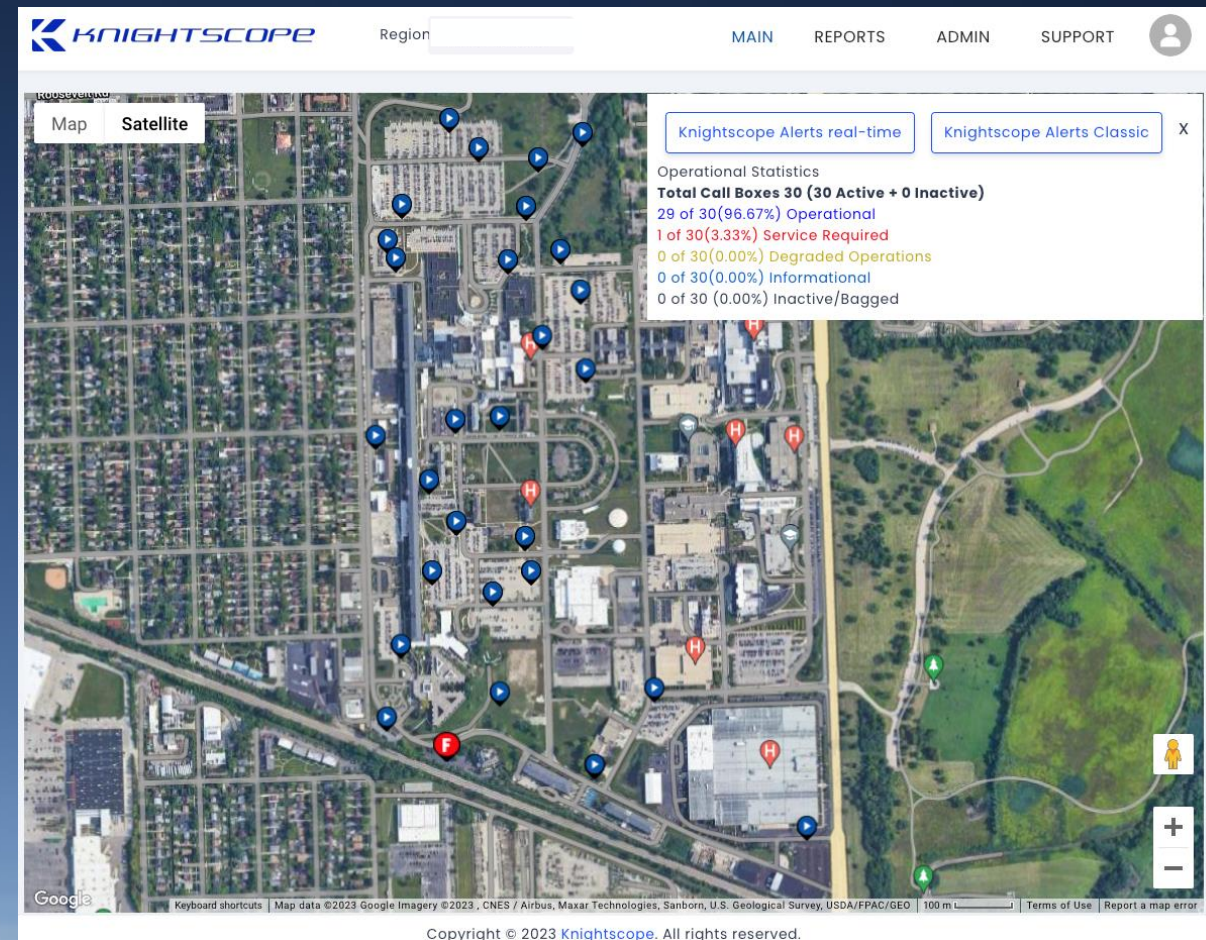 KNIGHTSCOPE
Region
MAIN
REPORTS
ADMIN
SUPPORT
Roosevelt Rd
Map
Satellite
Knightscope Alerts real-time
Knightscope Alerts Classic
X
Operational Statistics
Total Call Boxes 30 (30 Active + 0 Inactive)
29 of 30(96.67%) Operational
1 of 30(3.33%) Service Required
0 of 30(0.00%) Degraded Operations
0 of 30(0.00%) Informational
0 of 30 (0.00%) Inactive/Bagged
H
H
H
H
H
H
H
F
+
−
Google
Keyboard shortcuts
Map data ©2023 Google Imagery ©2023 , CNES / Airbus, Maxar Technologies, Sanborn, U.S. Geological Survey, USDA/FPAC/GEO
100 m
Terms of Use
Report a map error
Copyright © 2023 Knightscope. All rights reserved.